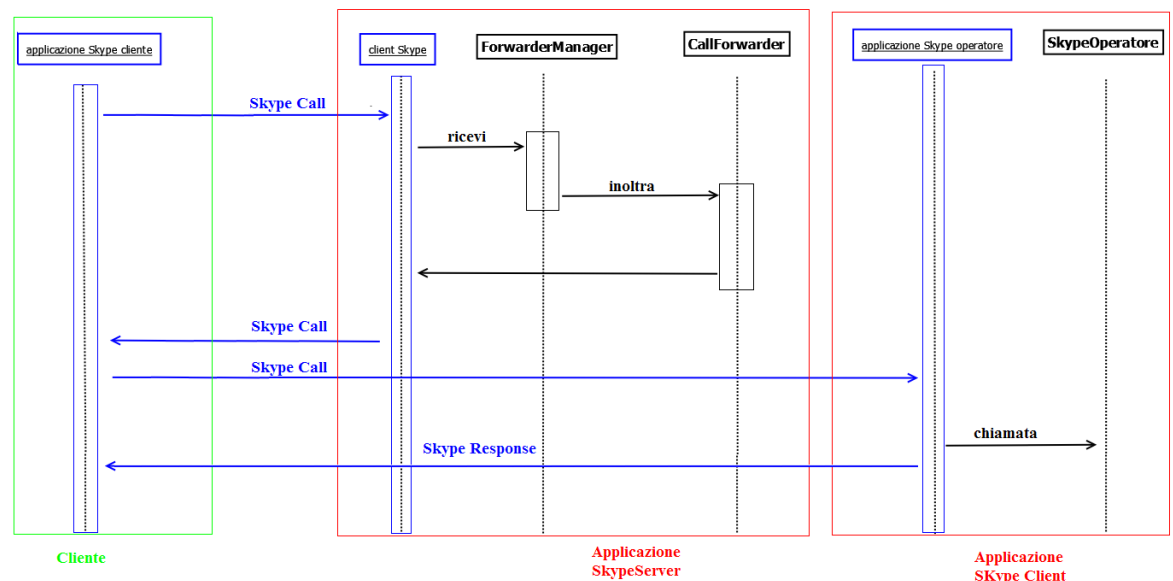 applicazione Skype cliente
client Skype
ForwarderManager
CallForwarder
applicazione Skype operatore
SkypeOperatore
Skype Call
ricevi
inoltra
Skype Call
Skype Call
chiamata
Skype Response
Cliente
Applicazione
SkypeServer
Applicazione
SKype Client